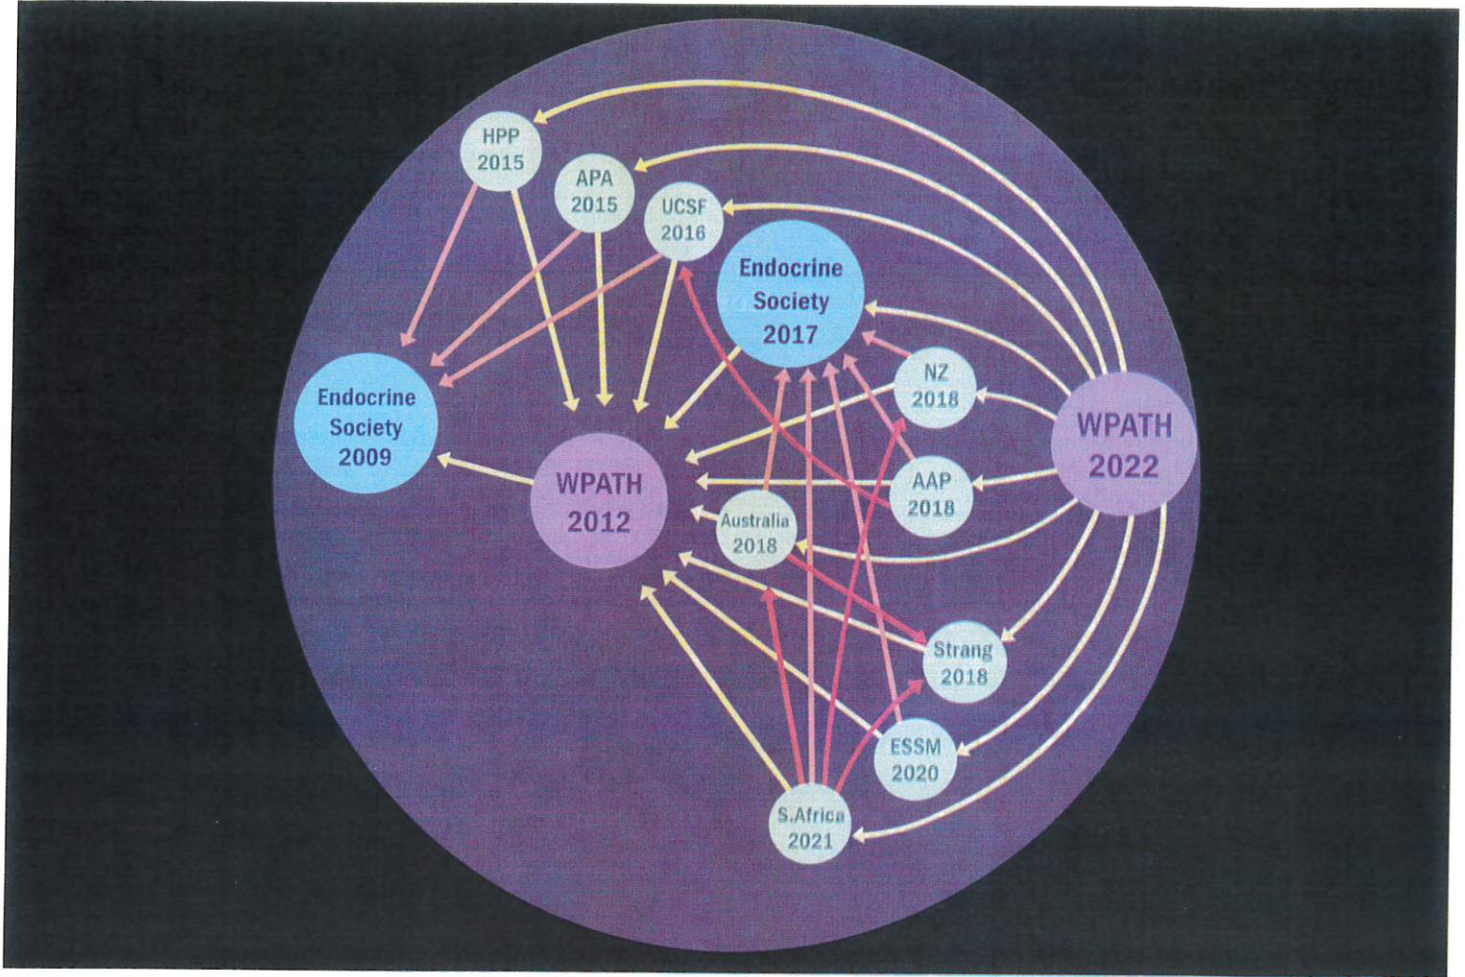 HPP
2015
APA
2015
UCSF
2016
Endocrine
Society
2017
NZ
2018
WPATH
2022
Endocrine
Society
2009
WPATH
2012
AAP
2018
Australia
2018
Strang
2018
ESSM
2020
S.Africa
2021